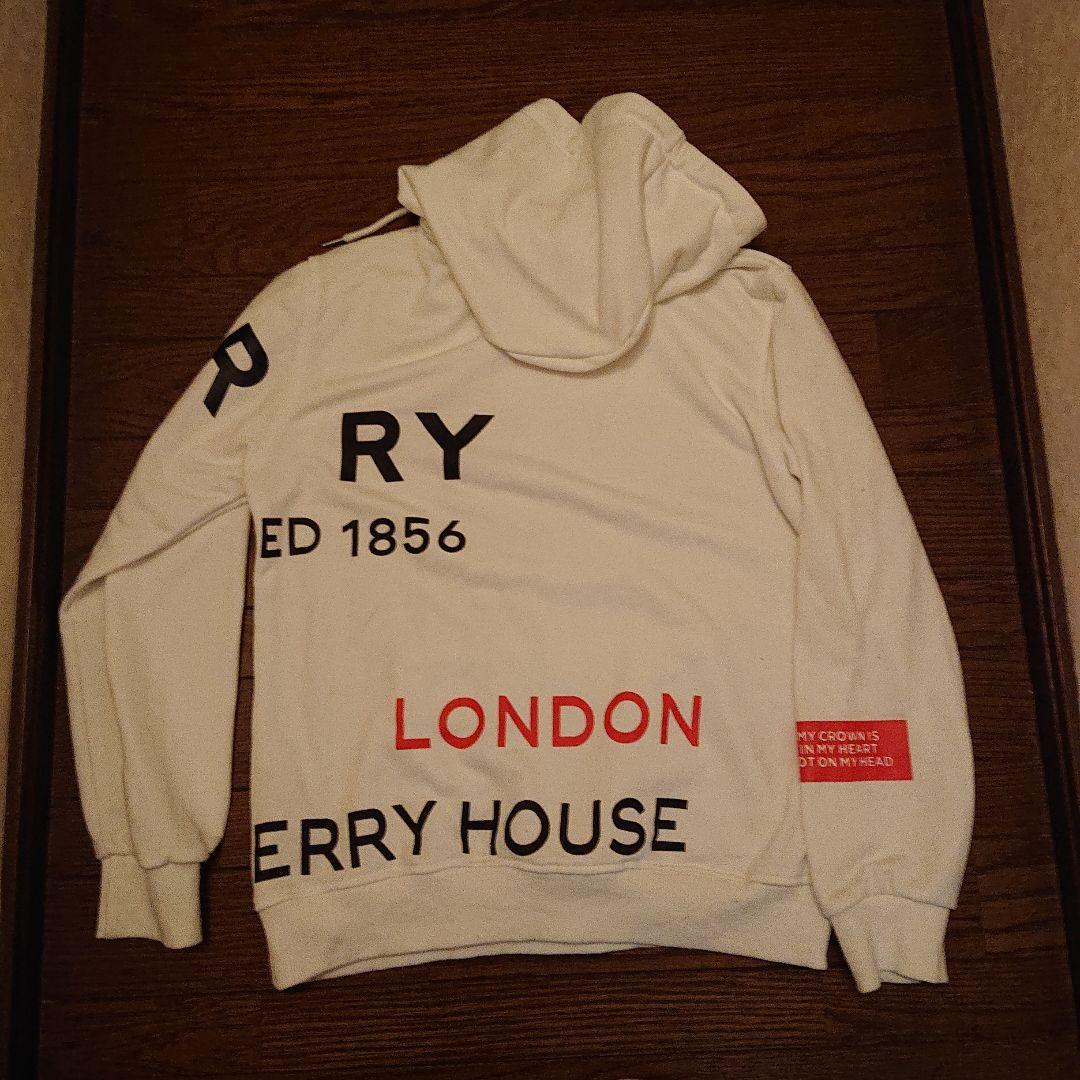 R
RY
ED 1856
LONDON
MY CROWN IS
IN MY HEART
OT ON MY HEAD
ERRY HOUSE